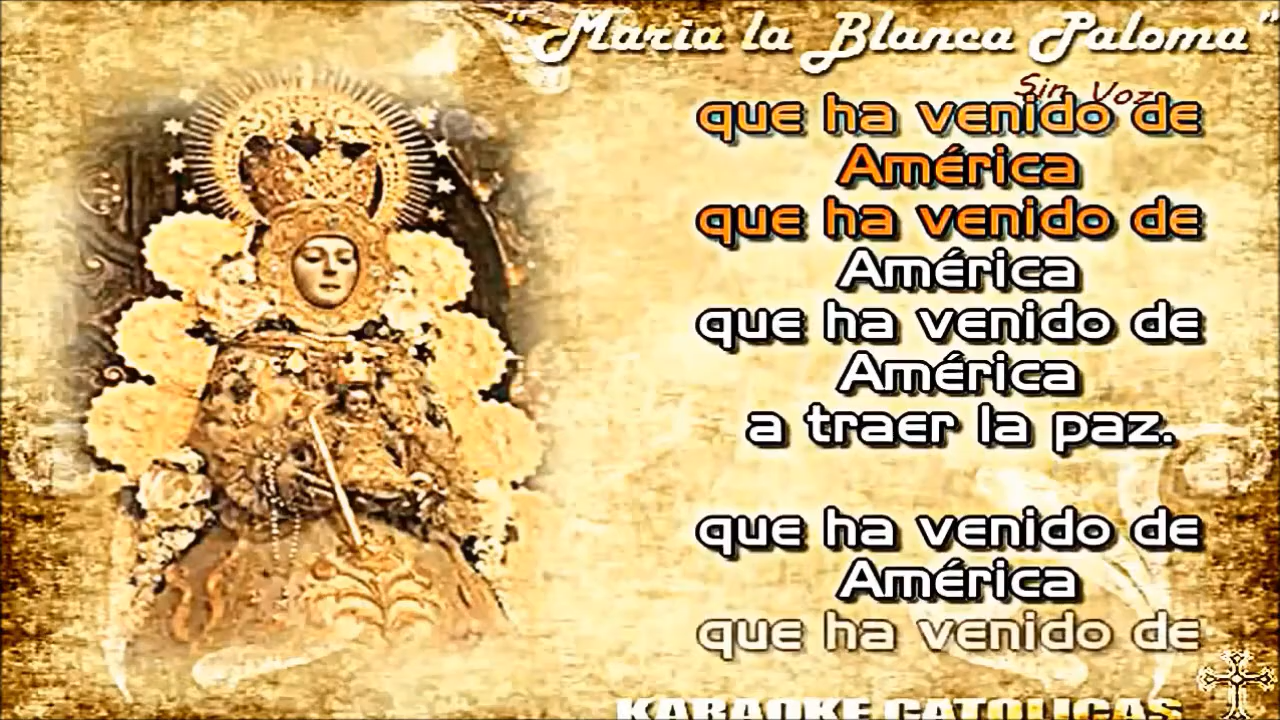 "Maria la Blanca Paloma"
Sin Voz
que ha venido de
América
que ha venido de
América
que ha venido de
América
a traer la paz.
que ha venido de
América
que ha venido de
KARAOKE CATOLICAS